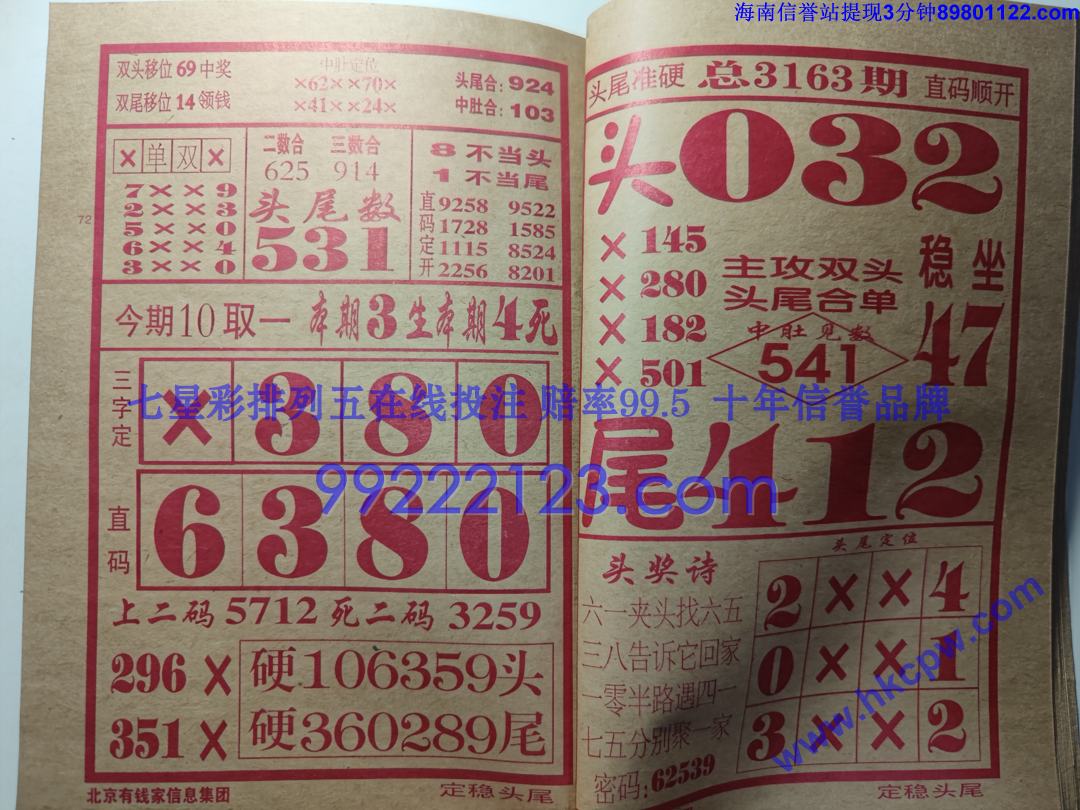 海南信誉站提现3分钟89801122.com
双头移位69中奖
双尾移位14领钱
中肚定位
×62××70×
×41××24×
头尾合:924
中肚合:103
×单双×
7××9
2××3
5××0
6××4
3××0
二数合 三数合
625 914
头尾数
531
8不当头
1不当尾
直码定开
9258 9522
1728 1585
1115 8524
2256 8201
72
今期10取一 本期3生本期4死
三字定
×380
七星彩排列五在线投注 赔率99.5 十年信誉品牌
99222123.com
直码
6380
上二码5712 死二码3259
296× 硬106359头
351× 硬360289尾
北京有钱家信息集团
定稳头尾
头尾准硬 总3163期 直码顺开
头032
×145
×280
×182
×501
主攻双头
头尾合单
中肚见数
541
稳坐
47
尾412
头奖诗
六一夹头找六五
三八告诉它回家
一零半路遇四一
七五分别聚一家
密码:62539
头尾定位
2××4
0××1
3××2
www.hkcpw.com
定稳头尾